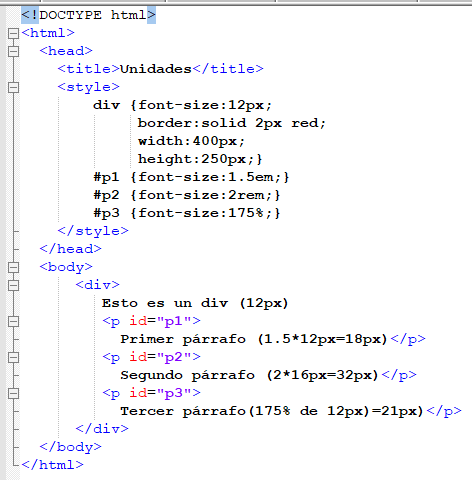 <!DOCTYPE html>
<html>
<head>
<title>Unidades</title>
<style>
div {font-size:12px;
border:solid 2px red;
width:400px;
height:250px;}
#p1 {font-size:1.5em;}
#p2 {font-size:2rem;}
#p3 {font-size:175%;}
</style>
</head>
<body>
<div>
Esto es un div (12px)
<p id="p1">
Primer párrafo (1.5*12px=18px)</p>
<p id="p2">
Segundo párrafo (2*16px=32px)</p>
<p id="p3">
Tercer párrafo(175% de 12px)=21px)</p>
</div>
</body>
</html>